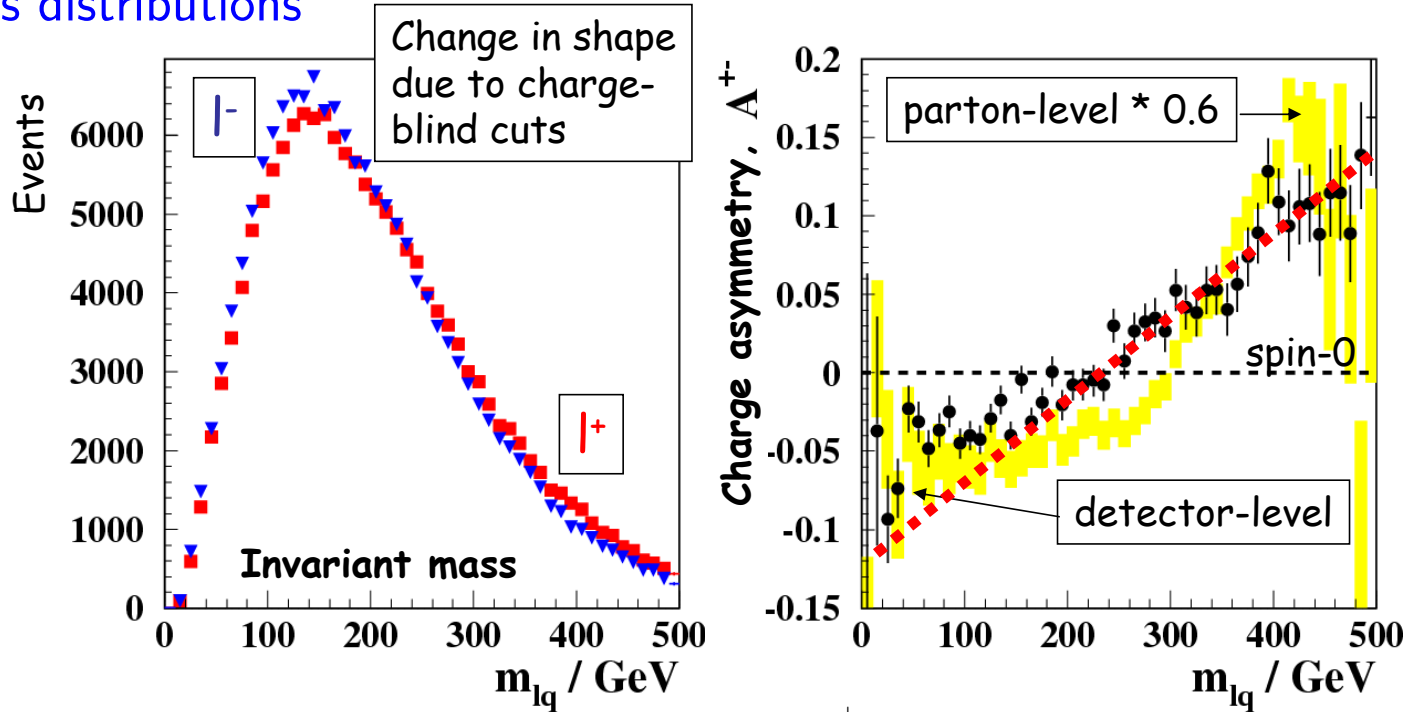 s distributions
Change in shape
due to charge-
blind cuts
l-
l+
Events
6000
5000
4000
3000
2000
1000
0
Invariant mass
0 100 200 300 400 500
m_lq / GeV
Charge asymmetry, A+-
0.2
0.15
0.1
0.05
0
-0.05
-0.1
-0.15
parton-level * 0.6
spin-0
detector-level
0 100 200 300 400 500
m_lq / GeV